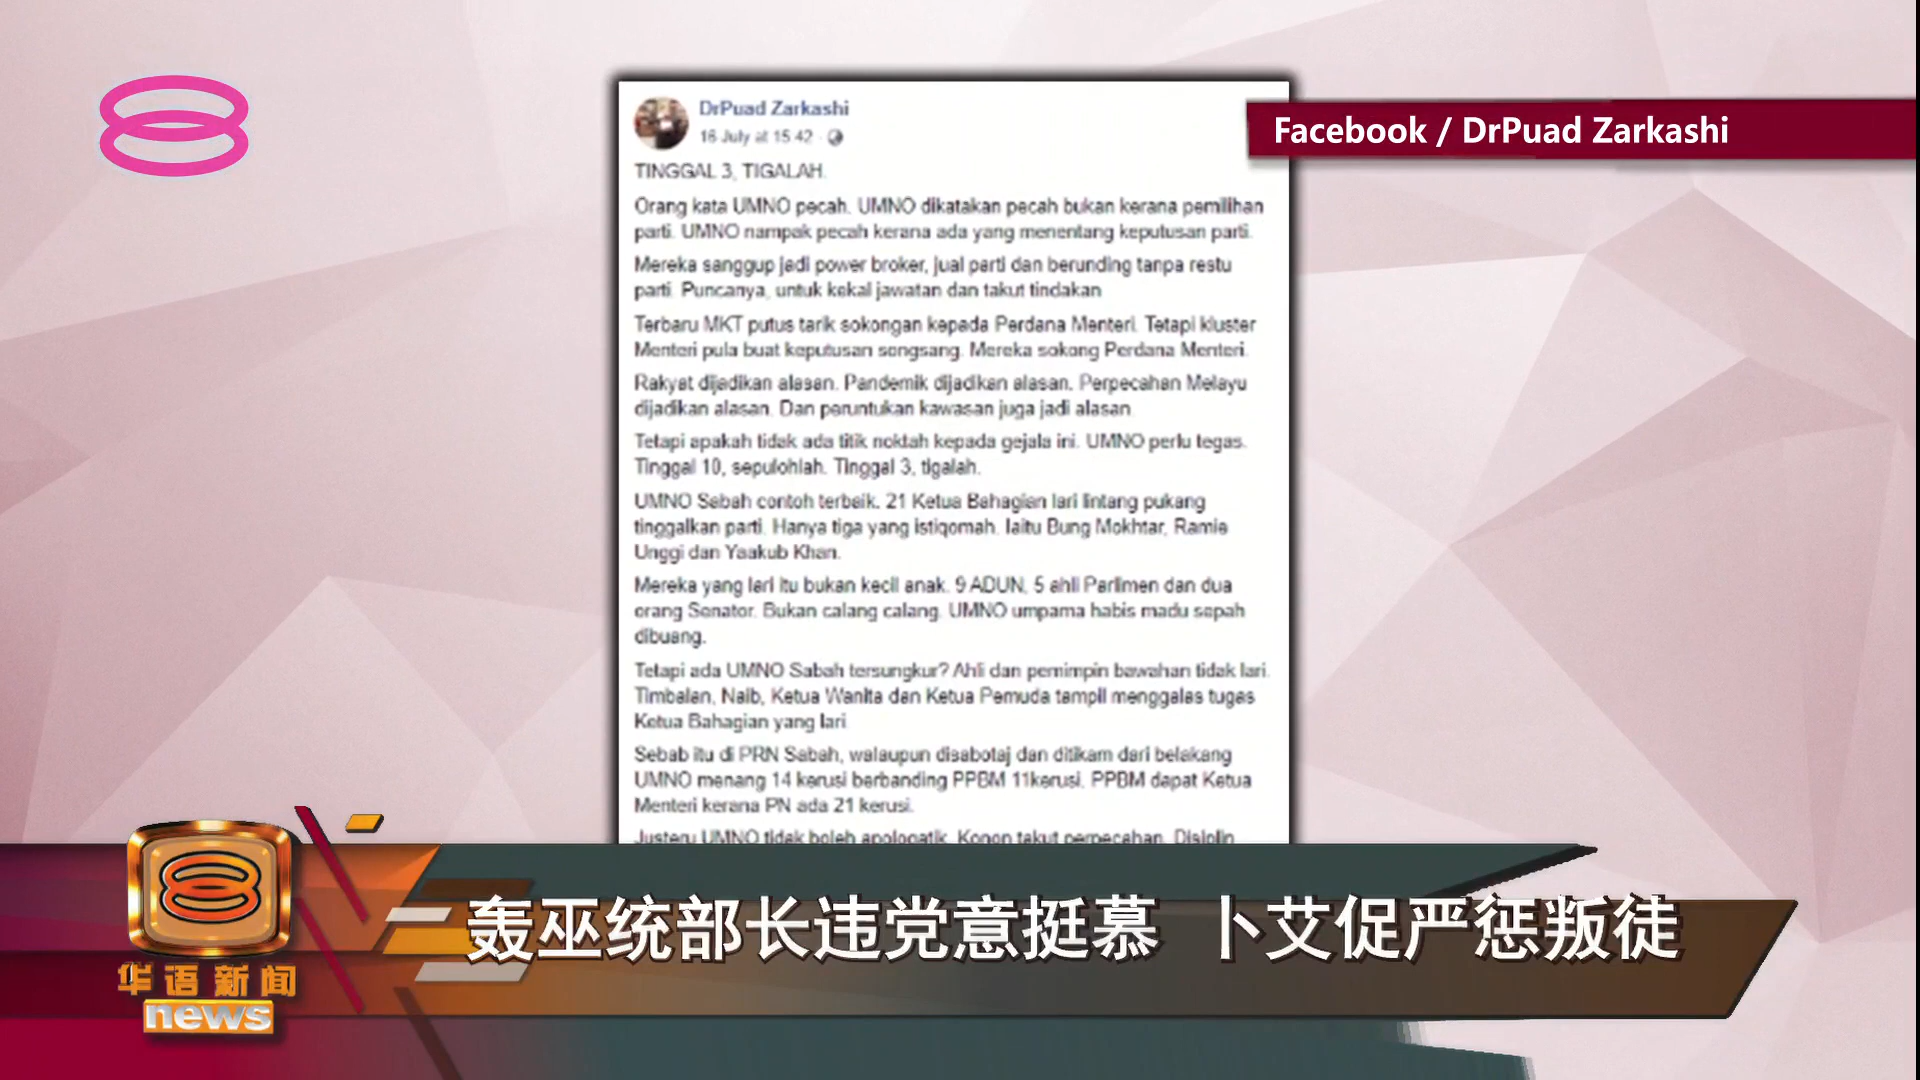 DrPuad Zarkashi
16 July at 15:42 ·
Facebook / DrPuad Zarkashi
TINGGAL 3, TIGALAH.
Orang kata UMNO pecah. UMNO dikatakan pecah bukan kerana pemilihan
parti. UMNO nampak pecah kerana ada yang menentang keputusan parti.
Mereka sanggup jadi power broker, jual parti dan berunding tanpa restu
parti. Puncanya, untuk kekal jawatan dan takut tindakan
Terbaru MKT putus tarik sokongan kepada Perdana Menteri. Tetapi kluster
Menteri pula buat keputusan songsang. Mereka sokong Perdana Menteri.
Rakyat dijadikan alasan. Pandemik dijadikan alasan. Perpecahan Melayu
dijadikan alasan. Dan peruntukan kawasan juga jadi alasan.
Tetapi apakah tidak ada titik noktah kepada gejala ini. UMNO perlu tegas.
Tinggal 10, sepulohlah. Tinggal 3, tigalah.
UMNO Sabah contoh terbaik. 21 Ketua Bahagian lari lintang pukang
tinggalkan parti. Hanya tiga yang istiqomah. Iaitu Bung Mokhtar, Ramie
Unggi dan Yaakub Khan.
Mereka yang lari itu bukan kecil anak. 9 ADUN, 5 ahli Parlimen dan dua
orang Senator. Bukan calang calang. UMNO umpama habis madu sepah
dibuang.
Tetapi ada UMNO Sabah tersungkur? Ahli dan pemimpin bawahan tidak lari.
Timbalan, Naib, Ketua Wanita dan Ketua Pemuda tampil menggalas tugas
Ketua Bahagian yang lari
Sebab itu di PRN Sabah, walaupun disabotaj dan ditikam dari belakang
UMNO menang 14 kerusi berbanding PPBM 11kerusi. PPBM dapat Ketua
Menteri kerana PN ada 21 kerusi.
Justeru UMNO tidak boleh apologatik. Konon takut perpecahan. Disiplin
轰巫统部长违党意挺慕 卜艾促严惩叛徒
华语新闻
news